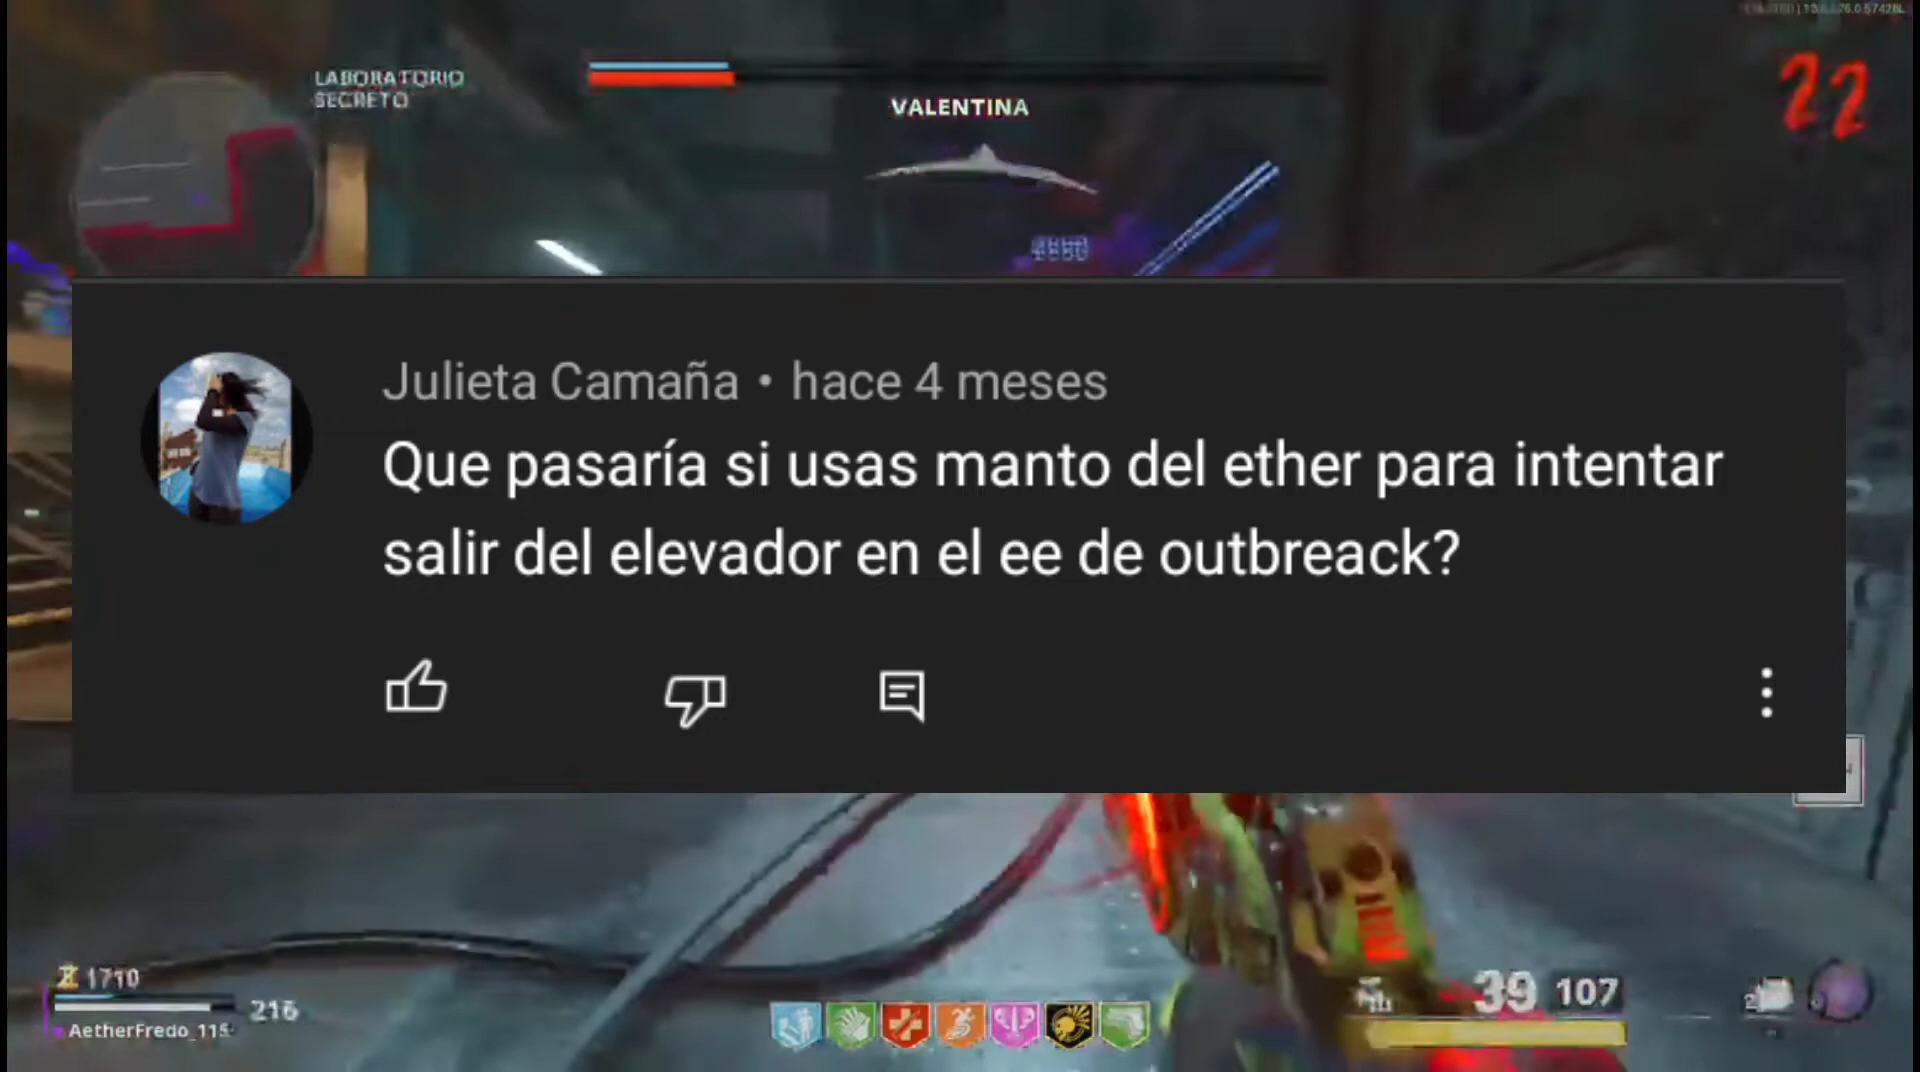 LABORATORIO
SECRETO
VALENTINA
22
Julieta Camaña • hace 4 meses
Que pasaría si usas manto del ether para intentar
salir del elevador en el ee de outbreack?
1710
216
AetherFredo_115
39 107
2